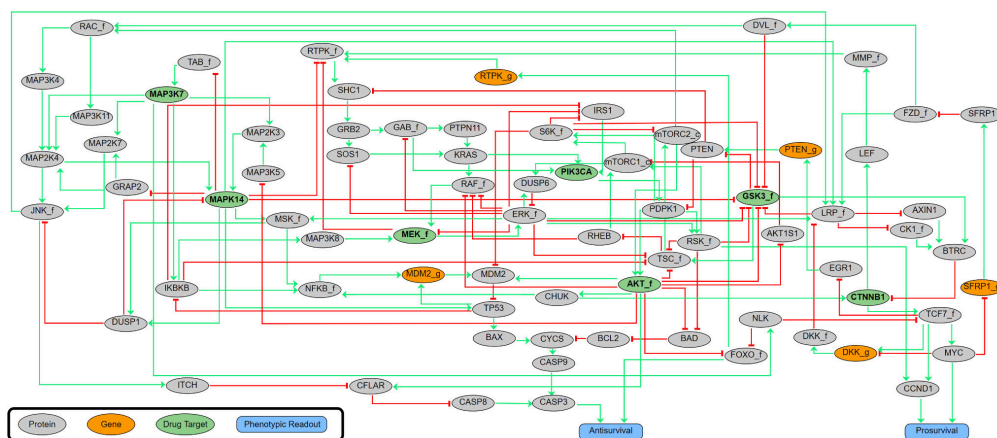 RAC_f
DVL_f
RTPK_f
TAB_f
MMP_f
MAP3K4
RTPK_g
MAP3K7
SHC1
IRS1
MAP3K11
FZD_f
SFRP1
GRB2
GAB_f
PTPN11
S6K_f
mTORC2_c
MAP2K3
MAP2K7
PTEN
PTEN_g
LEF
MAP2K4
SOS1
KRAS
mTORC1_c
MAP3K5
PIK3CA
RAF_f
DUSP6
GRAP2
MAPK14
GSK3_f
JNK_f
MSK_f
ERK_f
PDPK1
LRP_f
AXIN1
CK1_f
MAP3K8
MEK_f
RHEB
RSK_f
AKT1S1
BTRC
TSC_f
EGR1
MDM2_g
MDM2
IKBKB
NFKB_f
AKT_f
CHUK
CTNNB1
TP53
NLK
TCF7_f
DUSP1
BAX
CYCS
BCL2
BAD
FOXO_f
DKK_f
DKK_g
MYC
CASP9
ITCH
CFLAR
CCND1
CASP8
CASP3
Protein
Gene
Drug Target
Phenotypic Readout
Antisurvival
Prosurvival